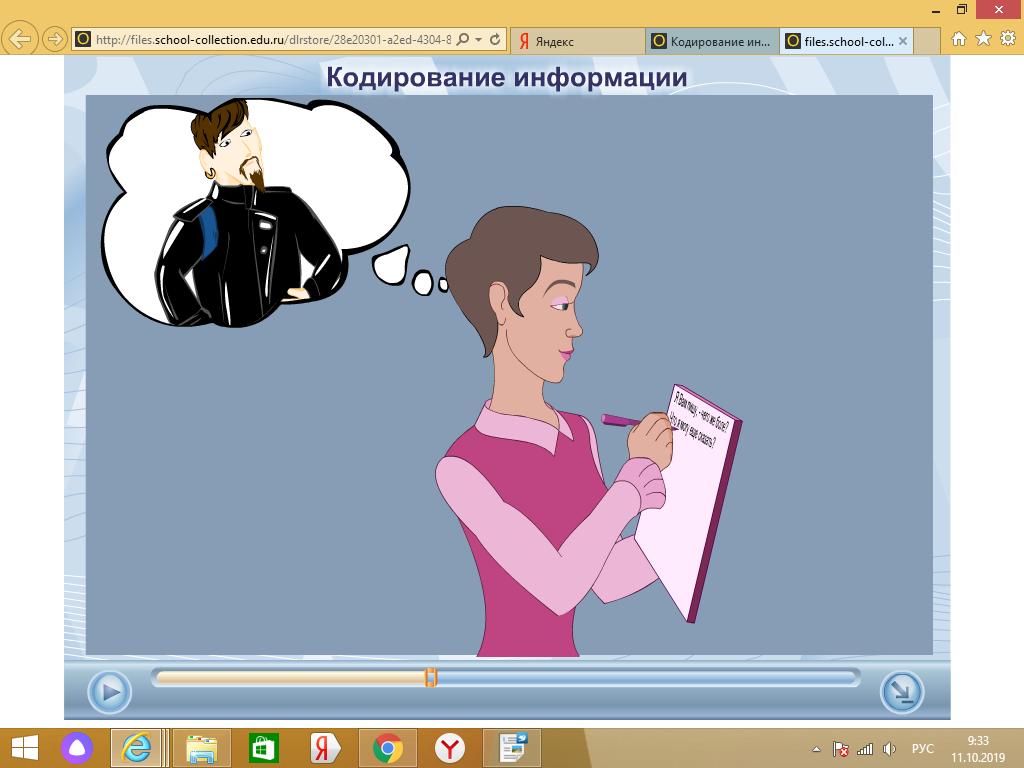 http://files.school-collection.edu.ru/dlrstore/28e20301-a2ed-4304-8
Яндекс
Кодирование ин...
files.school-col...
Кодирование информации
Я Вам пишу, - чего же боле?
Что я могу еще сказать?
РУС
9:33
11.10.2019